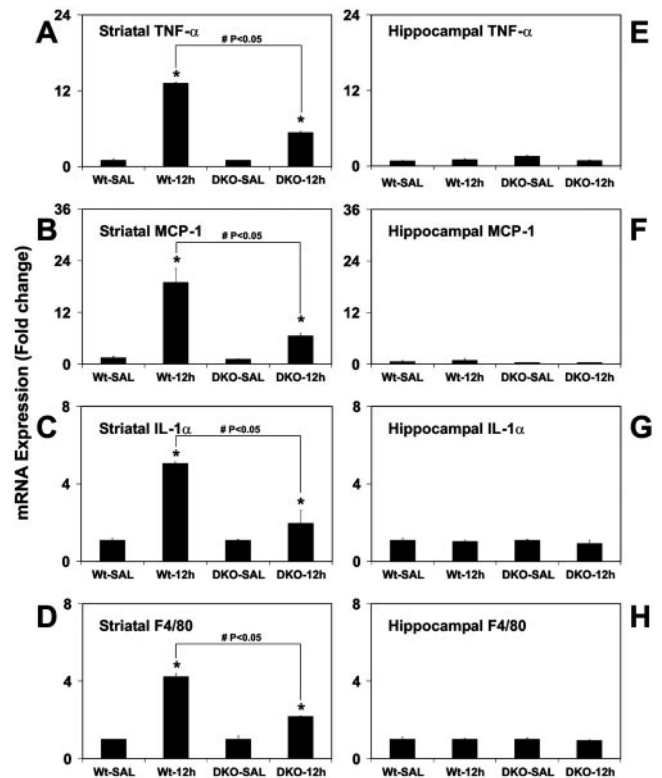 mRNA Expression (Fold change)
A
Striatal TNF-α
# P<0.05
24
12
0
*
*
Wt-SAL Wt-12h DKO-SAL DKO-12h
Hippocampal TNF-α
E
24
12
0
Wt-SAL Wt-12h DKO-SAL DKO-12h
B
Striatal MCP-1
# P<0.05
36
24
12
0
*
*
Wt-SAL Wt-12h DKO-SAL DKO-12h
Hippocampal MCP-1
F
36
24
12
0
Wt-SAL Wt-12h DKO-SAL DKO-12h
C
Striatal IL-1α
# P<0.05
8
4
0
*
*
Wt-SAL Wt-12h DKO-SAL DKO-12h
Hippocampal IL-1α
G
8
4
0
Wt-SAL Wt-12h DKO-SAL DKO-12h
D
Striatal F4/80
# P<0.05
8
4
0
*
*
Wt-SAL Wt-12h DKO-SAL DKO-12h
Hippocampal F4/80
H
8
4
0
Wt-SAL Wt-12h DKO-SAL DKO-12h